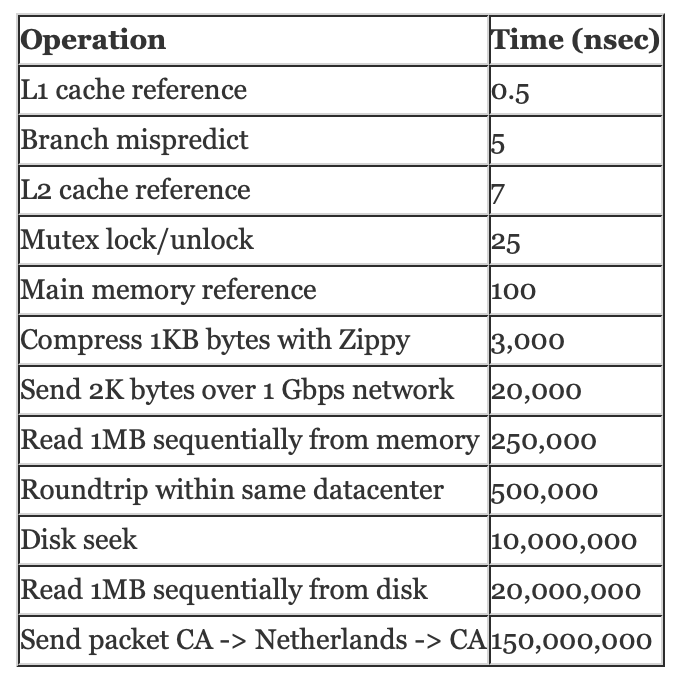 Operation Time (nsec)
L1 cache reference 0.5
Branch mispredict 5
L2 cache reference 7
Mutex lock/unlock 25
Main memory reference 100
Compress 1KB bytes with Zippy 3,000
Send 2K bytes over 1 Gbps network 20,000
Read 1MB sequentially from memory 250,000
Roundtrip within same datacenter 500,000
Disk seek 10,000,000
Read 1MB sequentially from disk 20,000,000
Send packet CA -> Netherlands -> CA 150,000,000